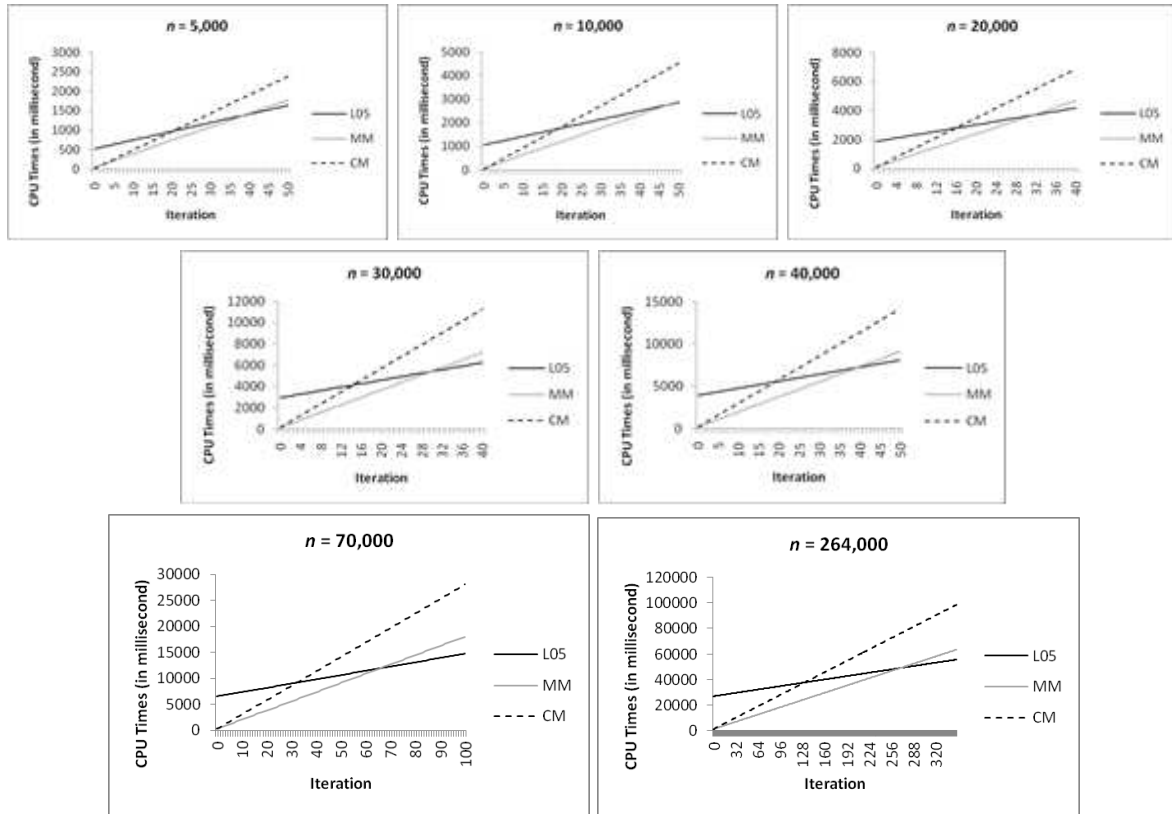 n = 5,000
CPU Times (in millisecond)
3000
2500
2000
1500
1000
500
0
0 5 10 15 20 25 30 35 40 45 50
Iteration
L05
MM
CM
n = 10,000
CPU Times (in millisecond)
5000
4000
3000
2000
1000
0
0 5 10 15 20 25 30 35 40 45 50
Iteration
L05
MM
CM
n = 20,000
CPU Times (in millisecond)
8000
6000
4000
2000
0
0 4 8 12 16 20 24 28 32 36 40
Iteration
L05
MM
CM
n = 30,000
CPU Times (in millisecond)
12000
10000
8000
6000
4000
2000
0
0 4 8 12 16 20 24 28 32 36 40
Iteration
L05
MM
CM
n = 40,000
CPU Times (in millisecond)
15000
10000
5000
0
0 5 10 15 20 25 30 35 40 45 50
Iteration
L05
MM
CM
n = 70,000
CPU Times (in millisecond)
30000
25000
20000
15000
10000
5000
0
0 10 20 30 40 50 60 70 80 90 100
Iteration
L05
MM
CM
n = 264,000
CPU Times (in millisecond)
120000
100000
80000
60000
40000
20000
0
0 32 64 96 128 160 192 224 256 288 320
Iteration
L05
MM
CM